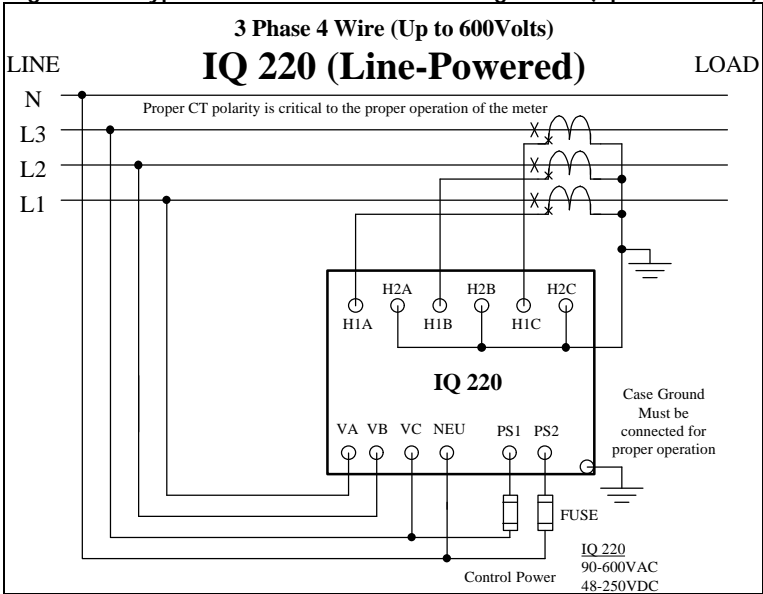 3 Phase 4 Wire (Up to 600Volts)
LINE
IQ 220 (Line-Powered)
LOAD
N
Proper CT polarity is critical to the proper operation of the meter
L3
L2
L1
H2A
H2B
H2C
H1A
H1B
H1C
IQ 220
Case Ground
Must be
connected for
proper operation
VA VB VC NEU PS1 PS2
FUSE
IQ 220
90-600VAC
48-250VDC
Control Power